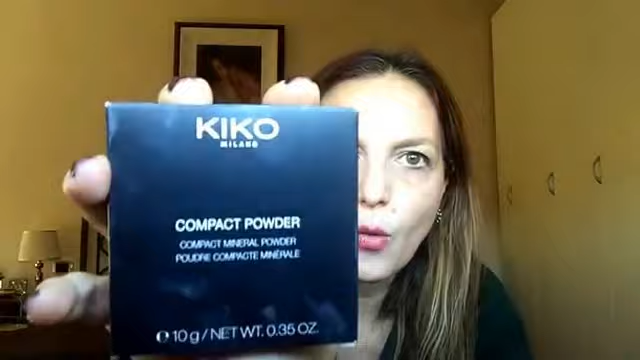 KIKO
MILANO
COMPACT POWDER
COMPACT MINERAL POWDER
POUDRE COMPACTE MINÉRALE
℮ 10 g / NET WT. 0.35 OZ.